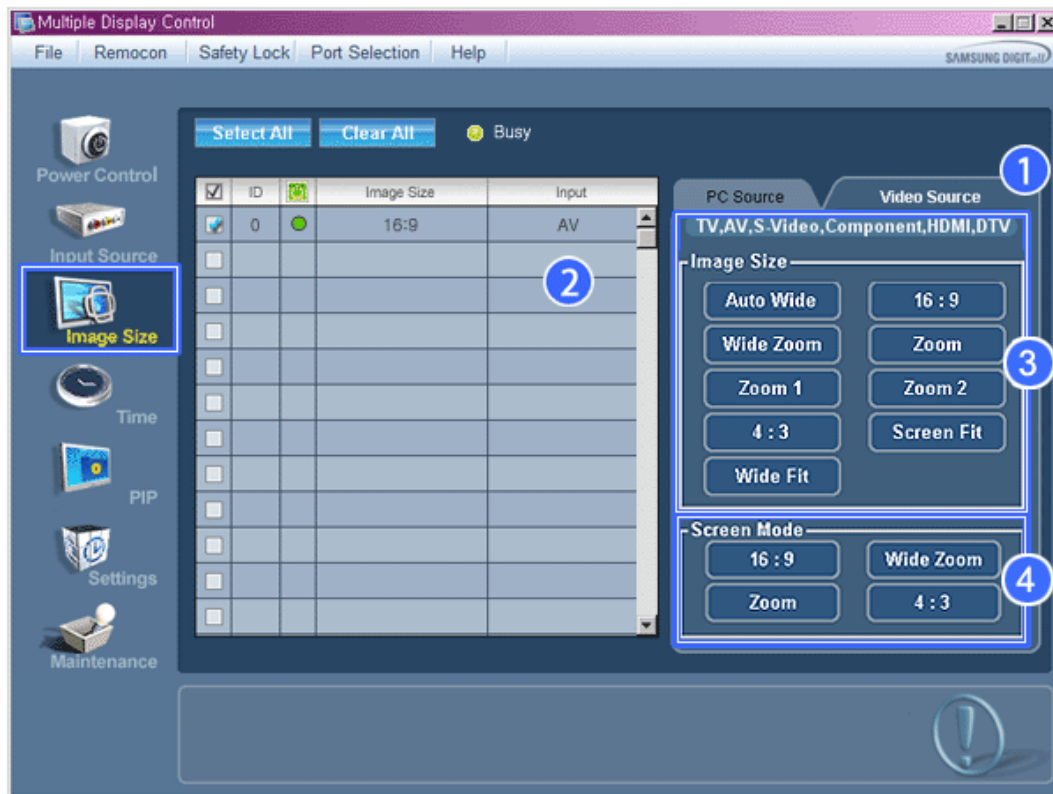 Multiple Display Control
File Remocon Safety Lock Port Selection Help
SAMSUNG DIGITall
Select All Clear All Busy
Power Control
Input Source
Image Size
Time
PIP
Settings
Maintenance
ID Image Size Input
0 16:9 AV
2
1
PC Source Video Source
TV,AV,S-Video,Component,HDMI,DTV
Image Size
Auto Wide 16 : 9
Wide Zoom Zoom
3
Zoom 1 Zoom 2
4 : 3 Screen Fit
Wide Fit
Screen Mode
16 : 9 Wide Zoom
4
Zoom 4 : 3